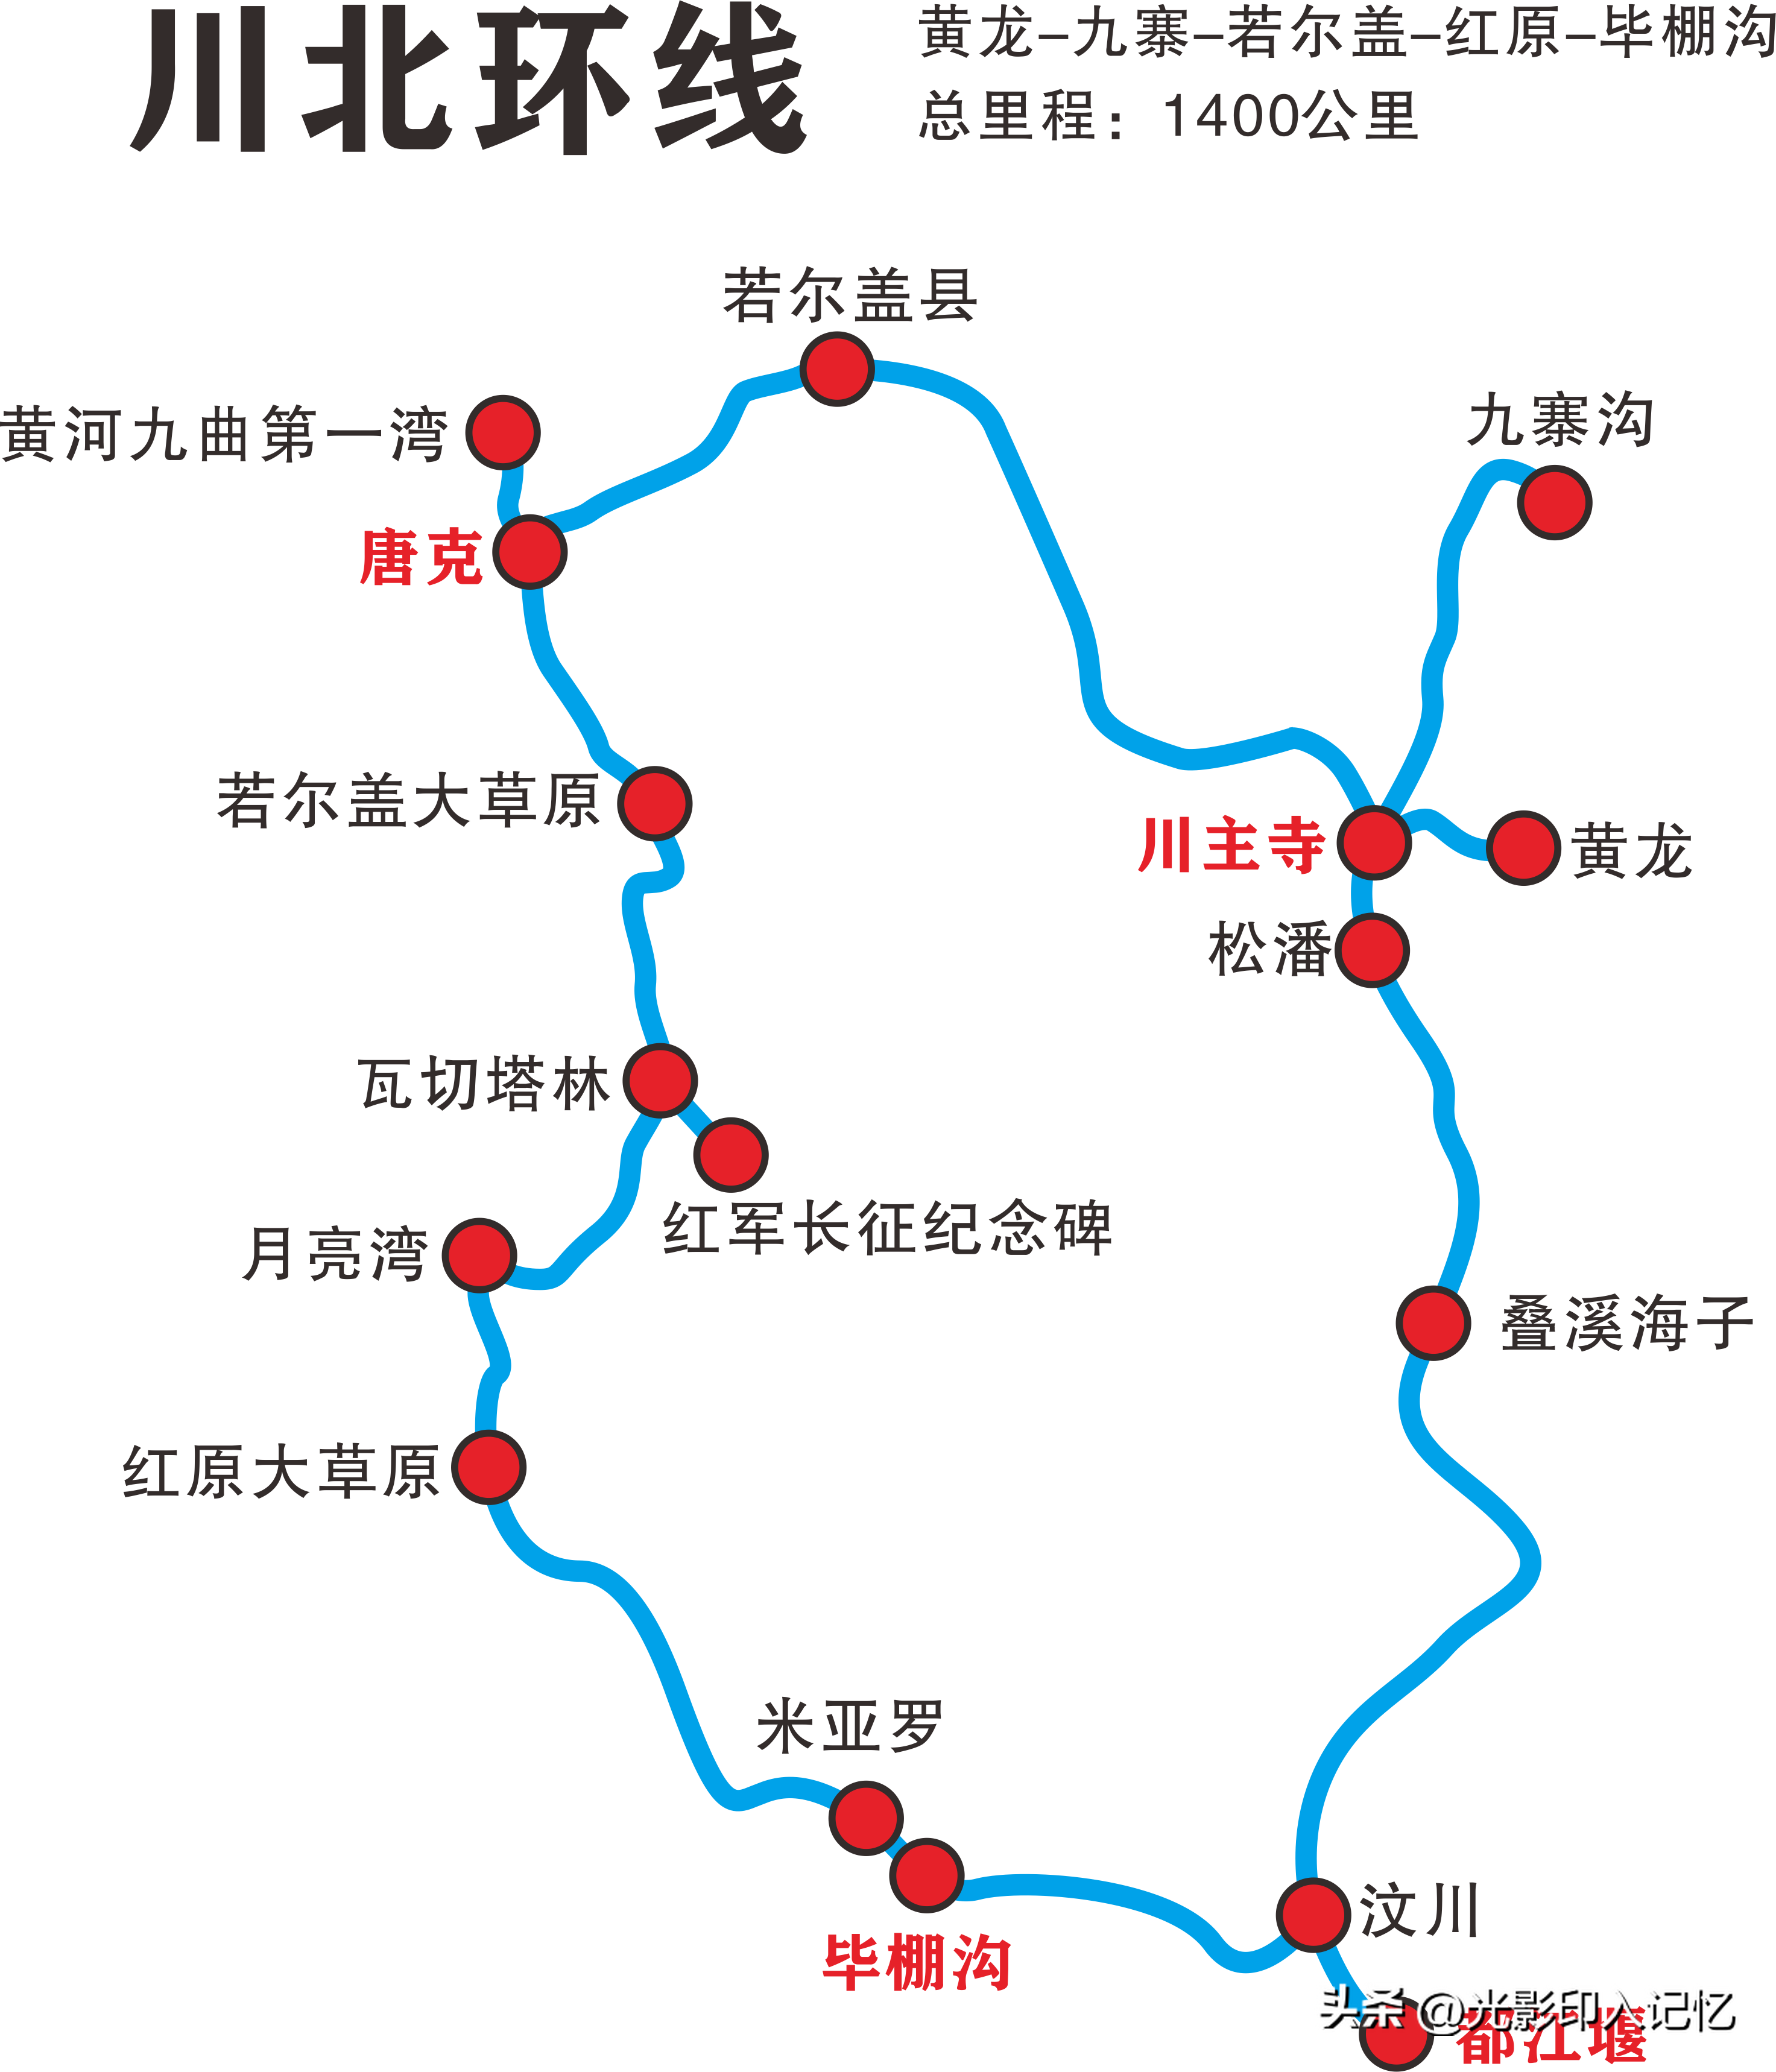 川北环线
黄龙–九寨–若尔盖–红原–毕棚沟
总里程：1400公里
若尔盖县
九寨沟
黄河九曲第一湾
唐克
若尔盖大草原
川主寺
黄龙
松潘
瓦切塔林
红军长征纪念碑
月亮湾
叠溪海子
红原大草原
米亚罗
汶川
毕棚沟
头条 @光影印人记忆
都江堰